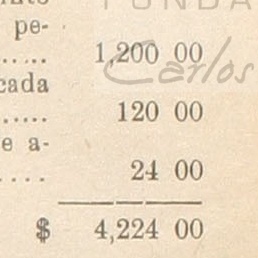 FUNDA
pe-
..... 1,200 00
Carlos
cada
..... 120 00
e a-
.... 24 00
$ 4,224 00